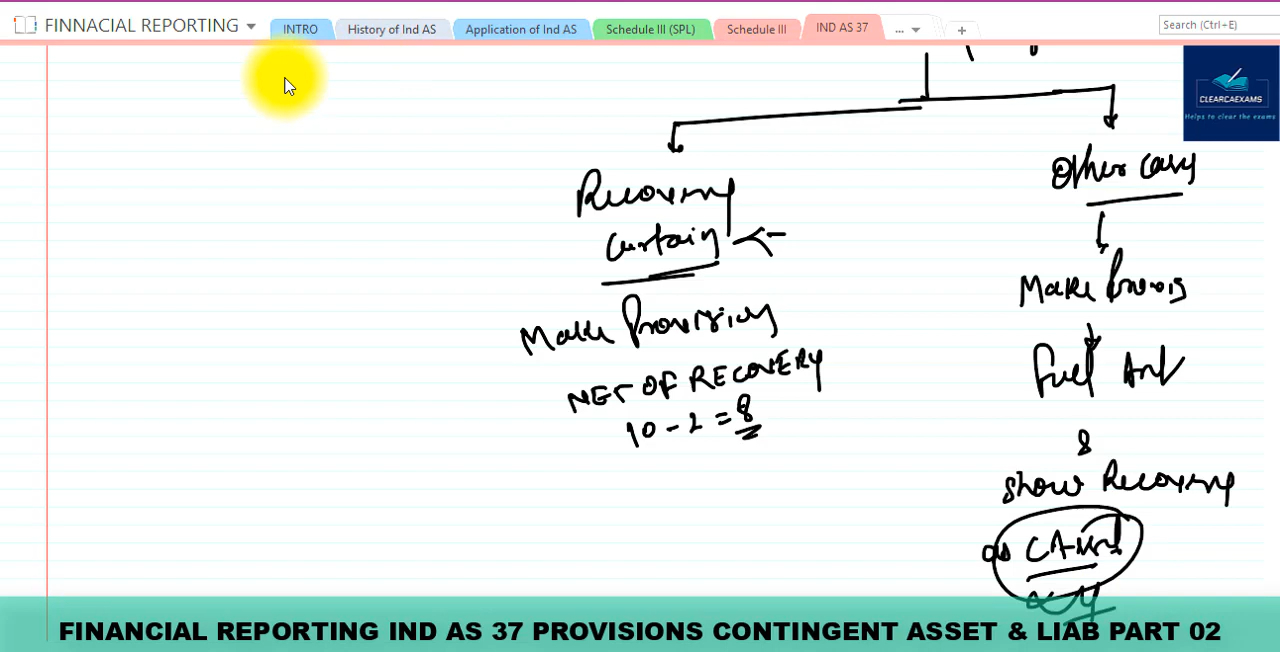 FINNACIAL REPORTING
INTRO
History of Ind AS
Application of Ind AS
Schedule III (SPL)
Schedule III
IND AS 37
...
Search (Ctrl+E)
CLEARCAEXAMS
Helps to clear the exams
Recovery
Certain
Make Provision
NET OF RECOVERY
10 - 2 = 8
Other Case
Make Provis
Full Amt
&
Show Recovery
as CA
FINANCIAL REPORTING IND AS 37 PROVISIONS CONTINGENT ASSET & LIAB PART 02